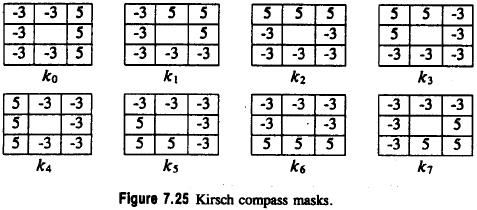 -3 -3 5 -3 5 5 5 5 5 5 5 -3
-3 5 -3 5 -3 -3 5 -3
-3 -3 5 -3 -3 -3 -3 -3 -3 -3 -3 -3
k0 k1 k2 k3
5 -3 -3 -3 -3 -3 -3 -3 -3 -3 -3 -3
5 -3 5 -3 -3 -3 -3 5
5 -3 -3 5 5 -3 5 5 5 -3 5 5
k4 k5 k6 k7
Figure 7.25 Kirsch compass masks.